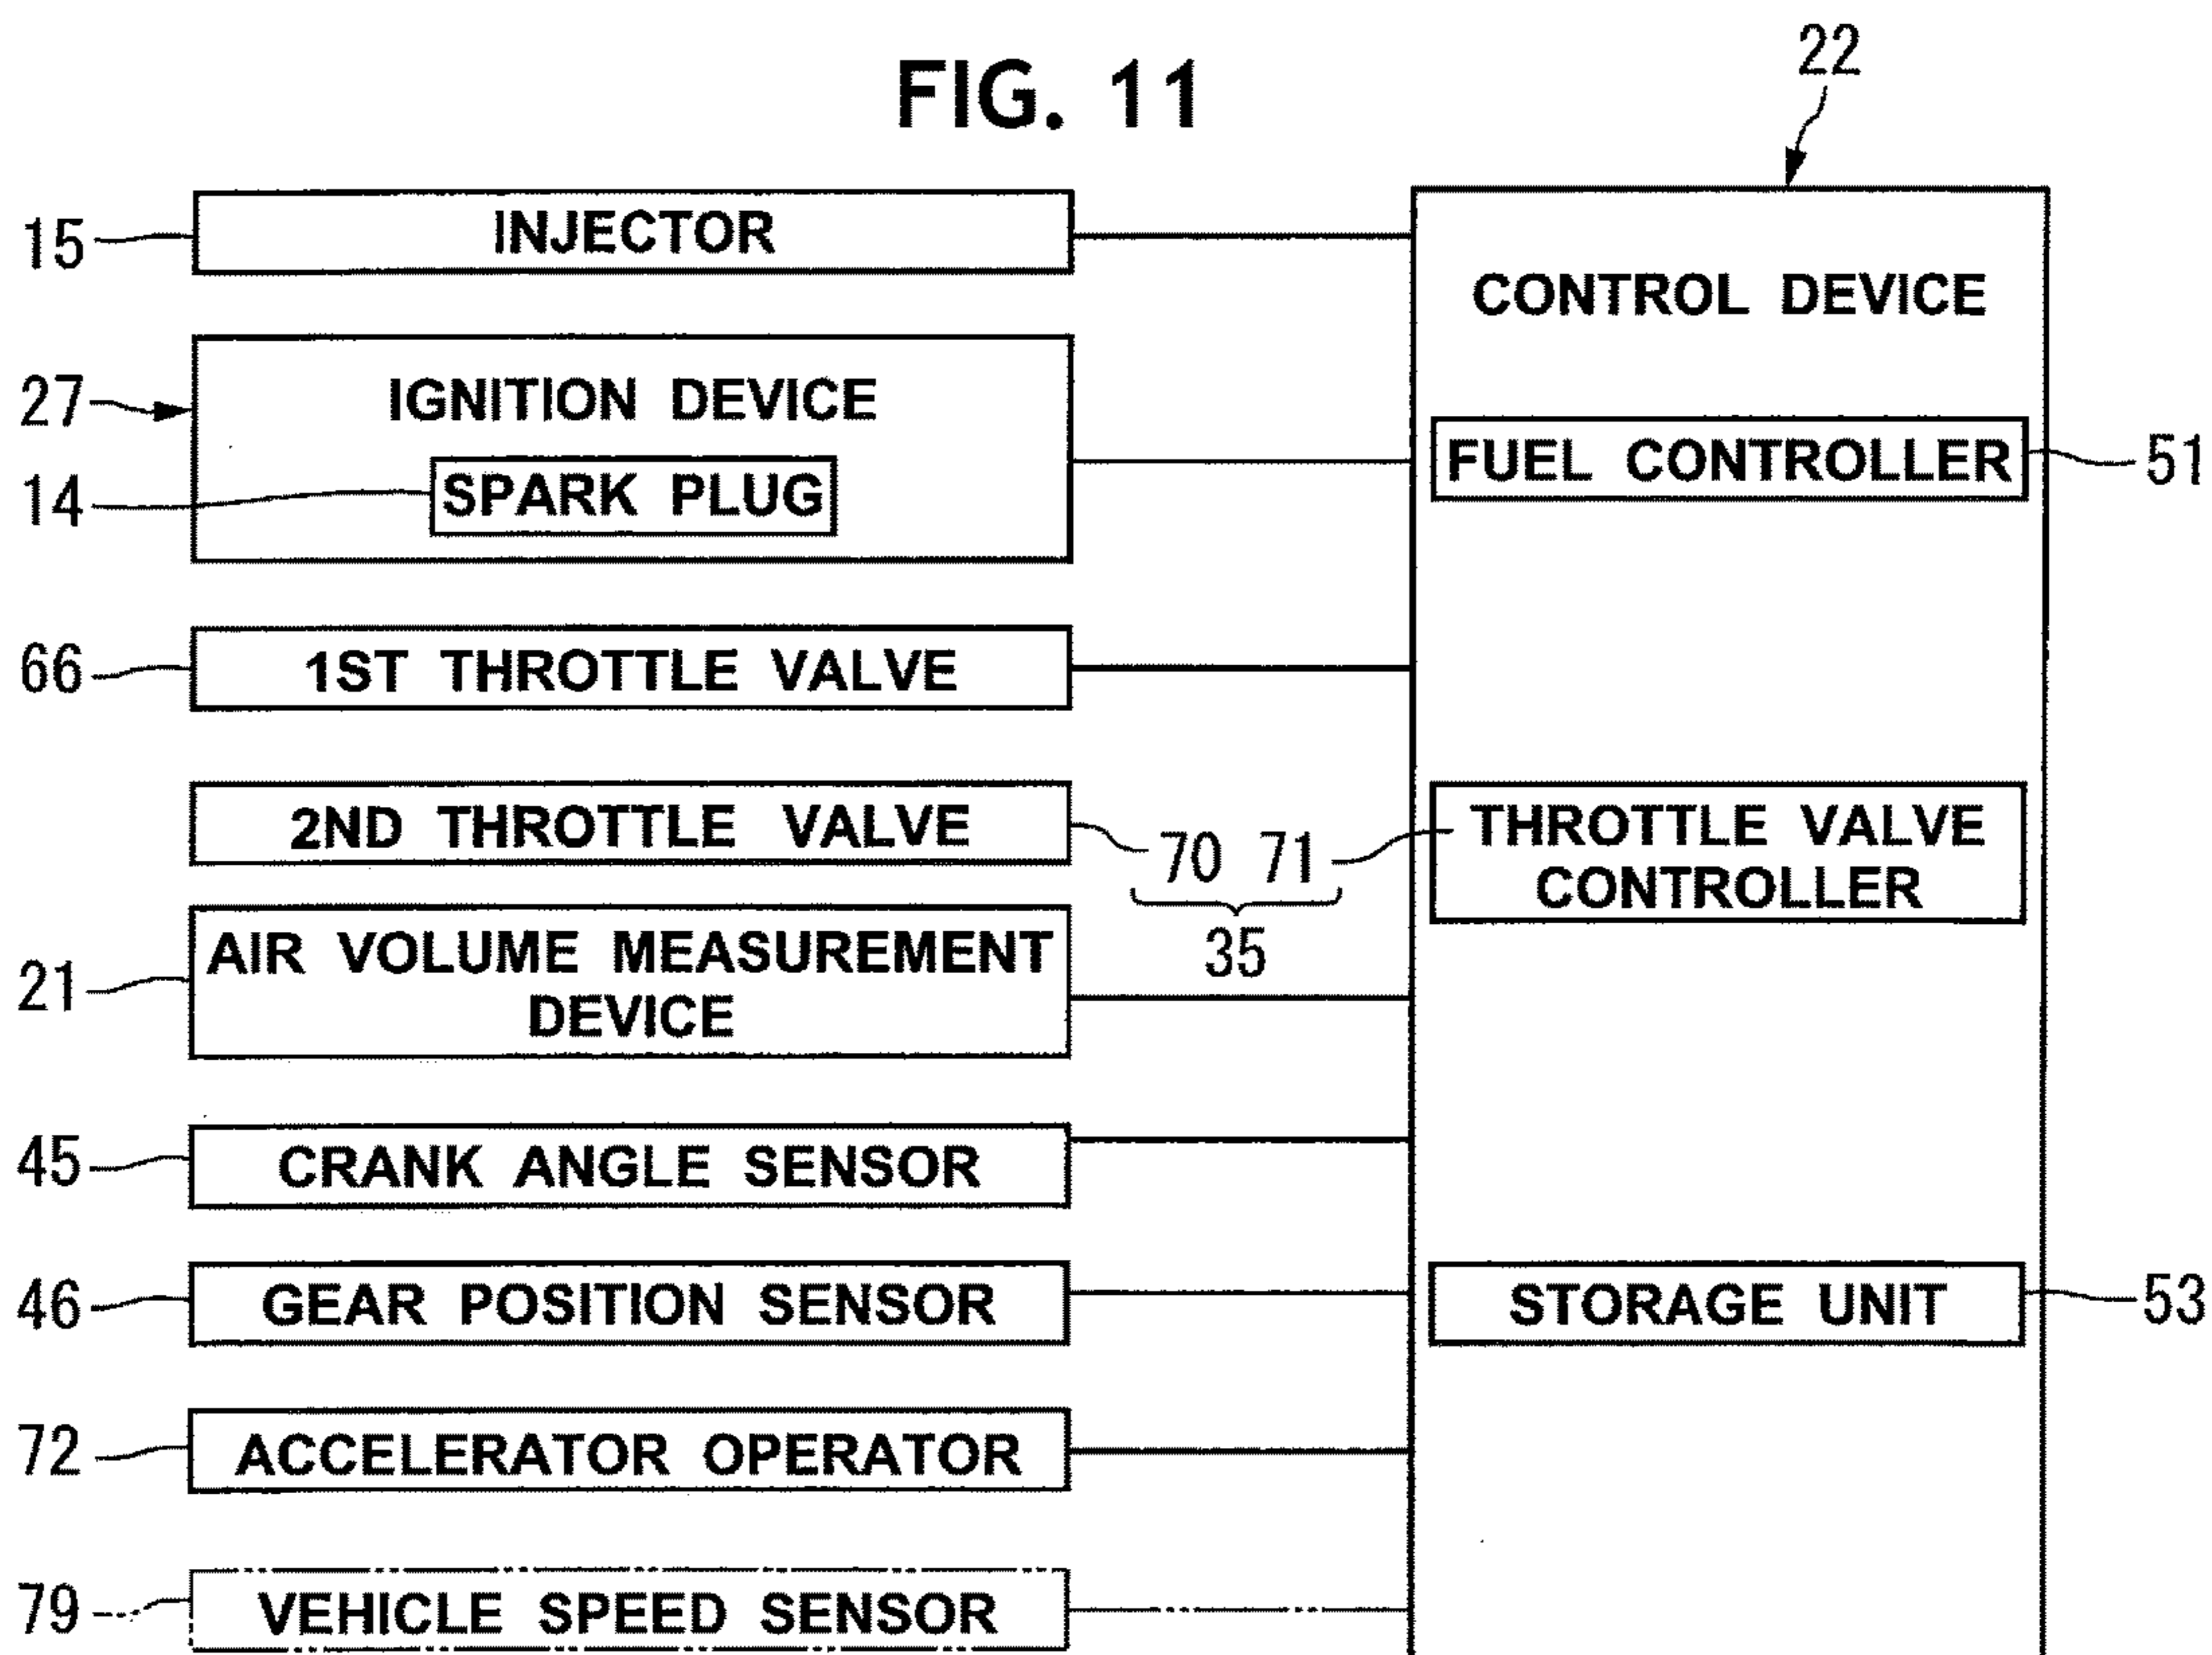 FIG. 11
22
15
INJECTOR
CONTROL DEVICE
27
IGNITION DEVICE
14
SPARK PLUG
FUEL CONTROLLER
51
66
1ST THROTTLE VALVE
2ND THROTTLE VALVE
70 71
35
THROTTLE VALVE
CONTROLLER
21
AIR VOLUME MEASUREMENT
DEVICE
45
CRANK ANGLE SENSOR
46
GEAR POSITION SENSOR
STORAGE UNIT
53
72
ACCELERATOR OPERATOR
79
VEHICLE SPEED SENSOR